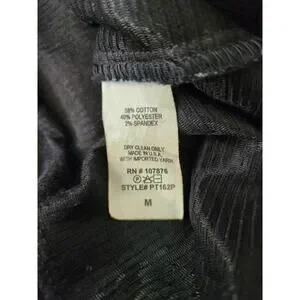 58% COTTON
40% POLYESTER
2% SPANDEX
DRY CLEAN ONLY
MADE IN U.S.A.
WITH IMPORTED YARN
RN # 107876
STYLE# PT162P
M